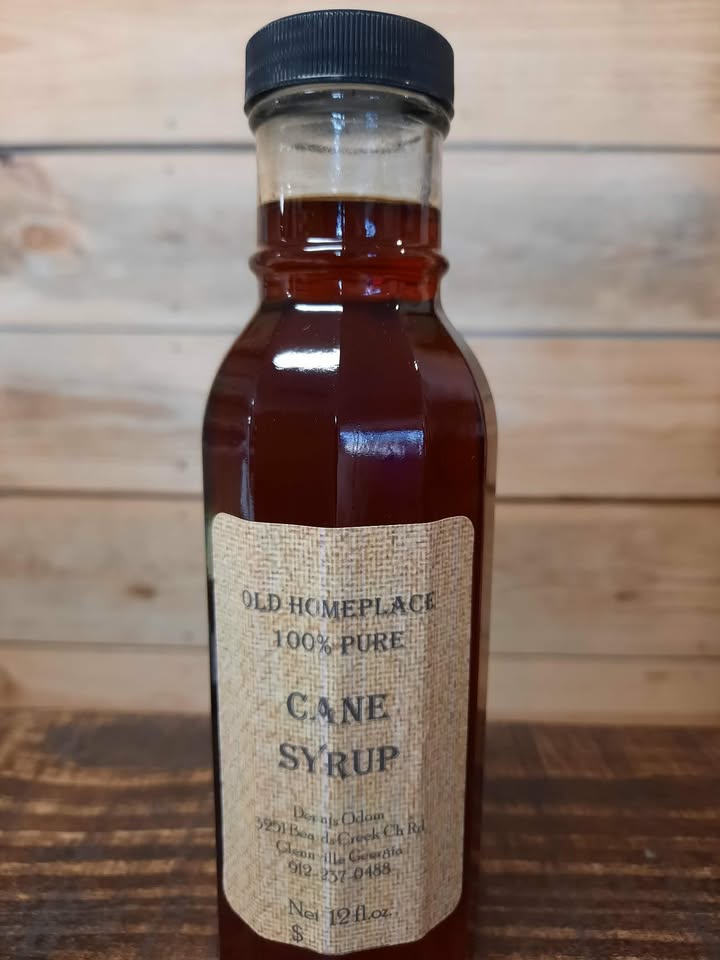 OLD HOMEPLACE
100% PURE
CANE
SYRUP
Dennis Odom
3251 Beards Creek Ch Rd
Glennville Georgia
912-237-0488
Net 12 fl.oz.
$